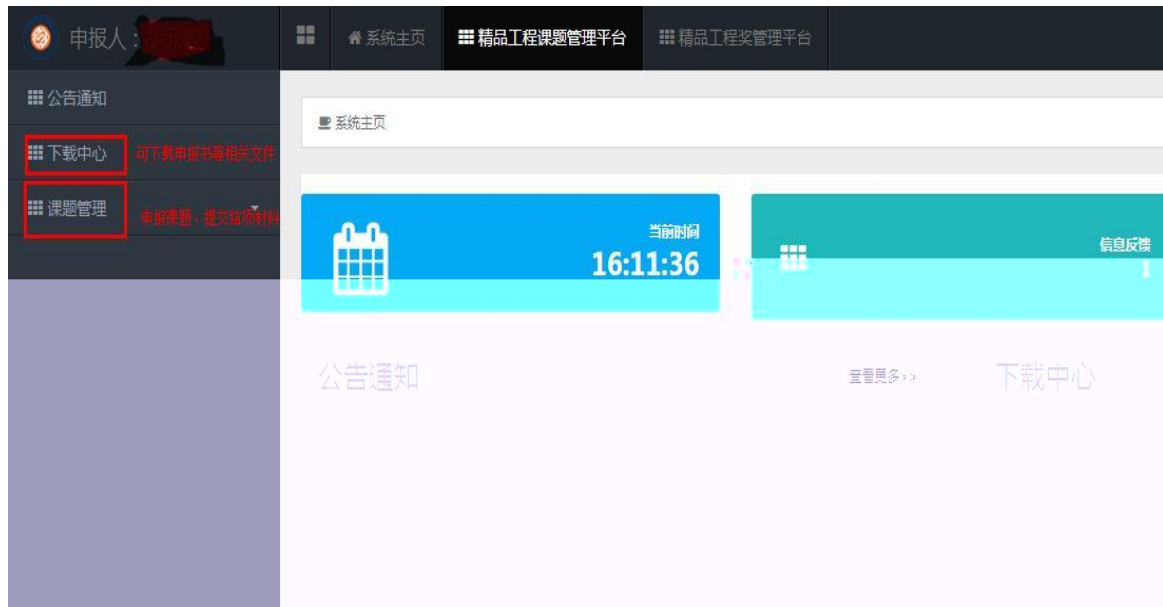 申报人：
系统主页
精品工程课题管理平台
精品工程奖管理平台
公告通知
下载中心
可下载申报书等相关文件
课题管理
申报课题、提交结项材料
系统主页
当前时间
16:11:36
信息反馈
1
公告通知
查看更多>>
下载中心